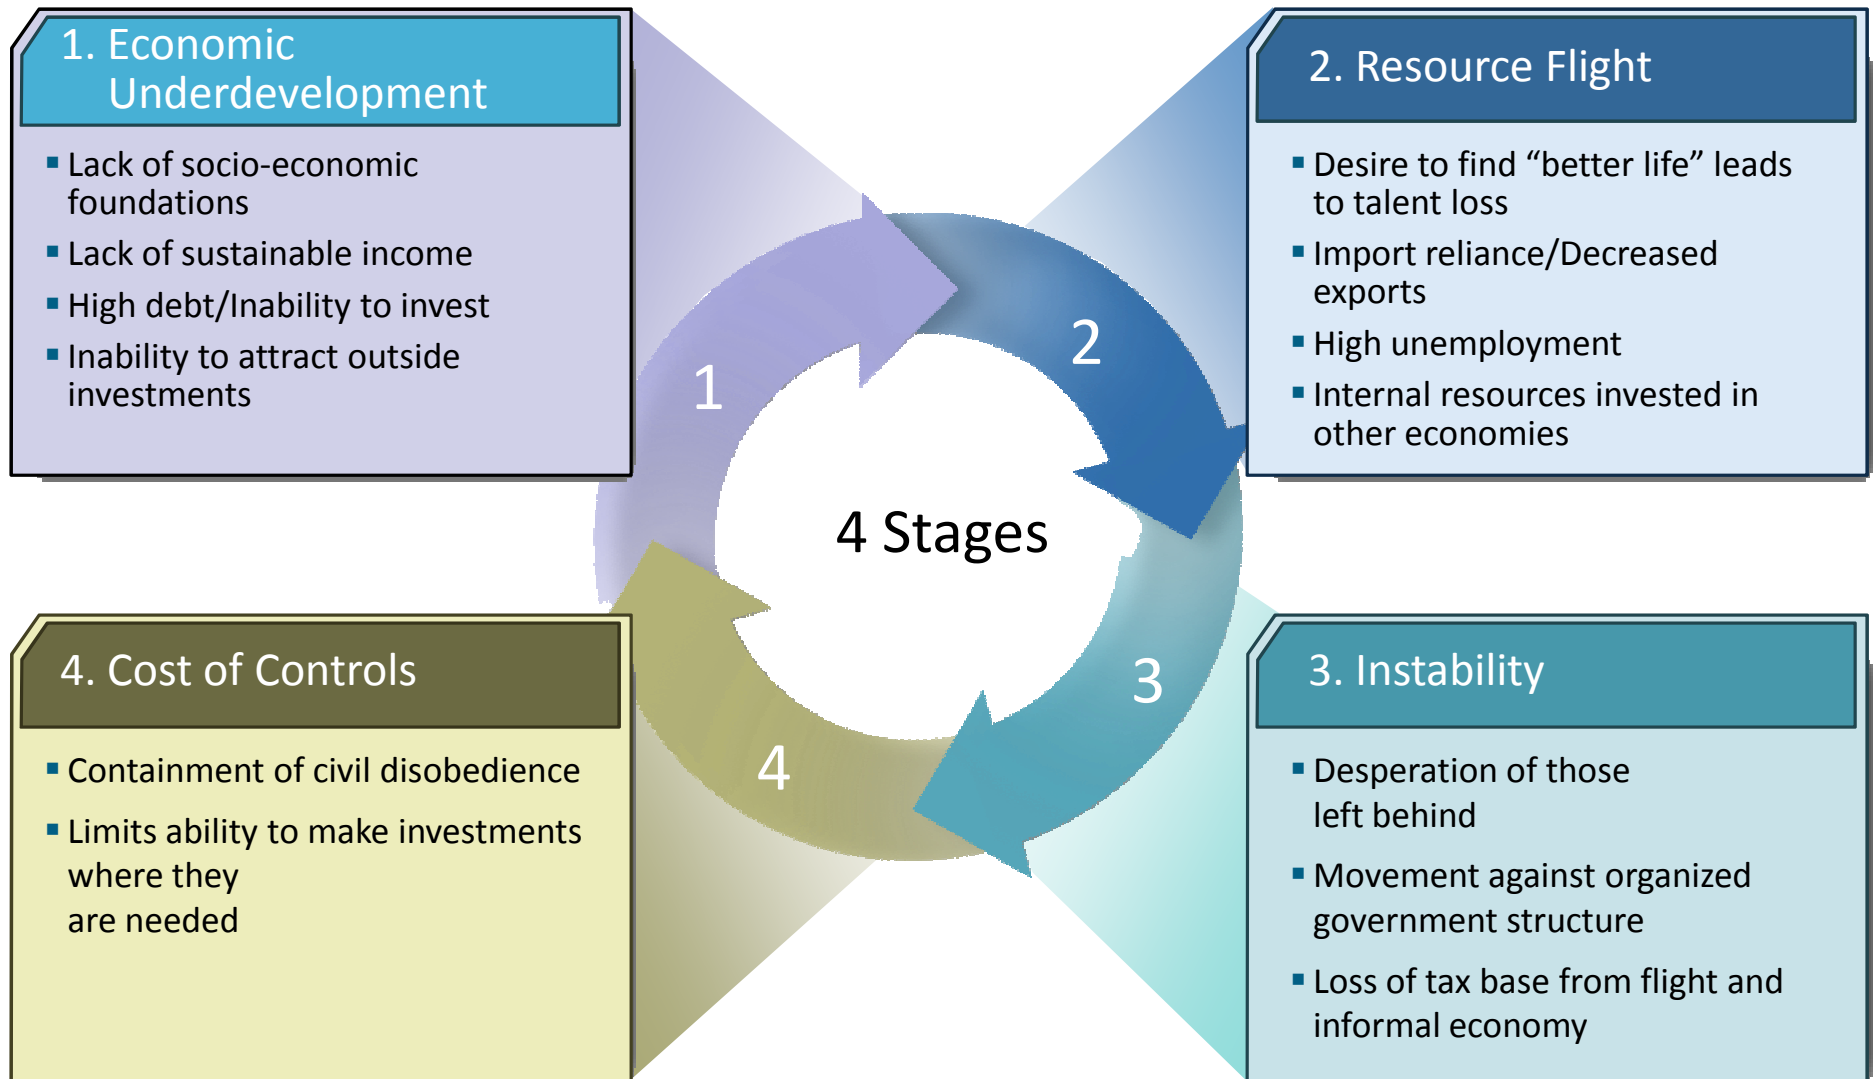 1. Economic
Underdevelopment
▪ Lack of socio-economic
foundations
▪ Lack of sustainable income
▪ High debt/Inability to invest
▪ Inability to attract outside
investments
2. Resource Flight
▪ Desire to find “better life” leads
to talent loss
▪ Import reliance/Decreased
exports
▪ High unemployment
▪ Internal resources invested in
other economies
1
2
4 Stages
3
4
4. Cost of Controls
▪ Containment of civil disobedience
▪ Limits ability to make investments
where they
are needed
3. Instability
▪ Desperation of those
left behind
▪ Movement against organized
government structure
▪ Loss of tax base from flight and
informal economy